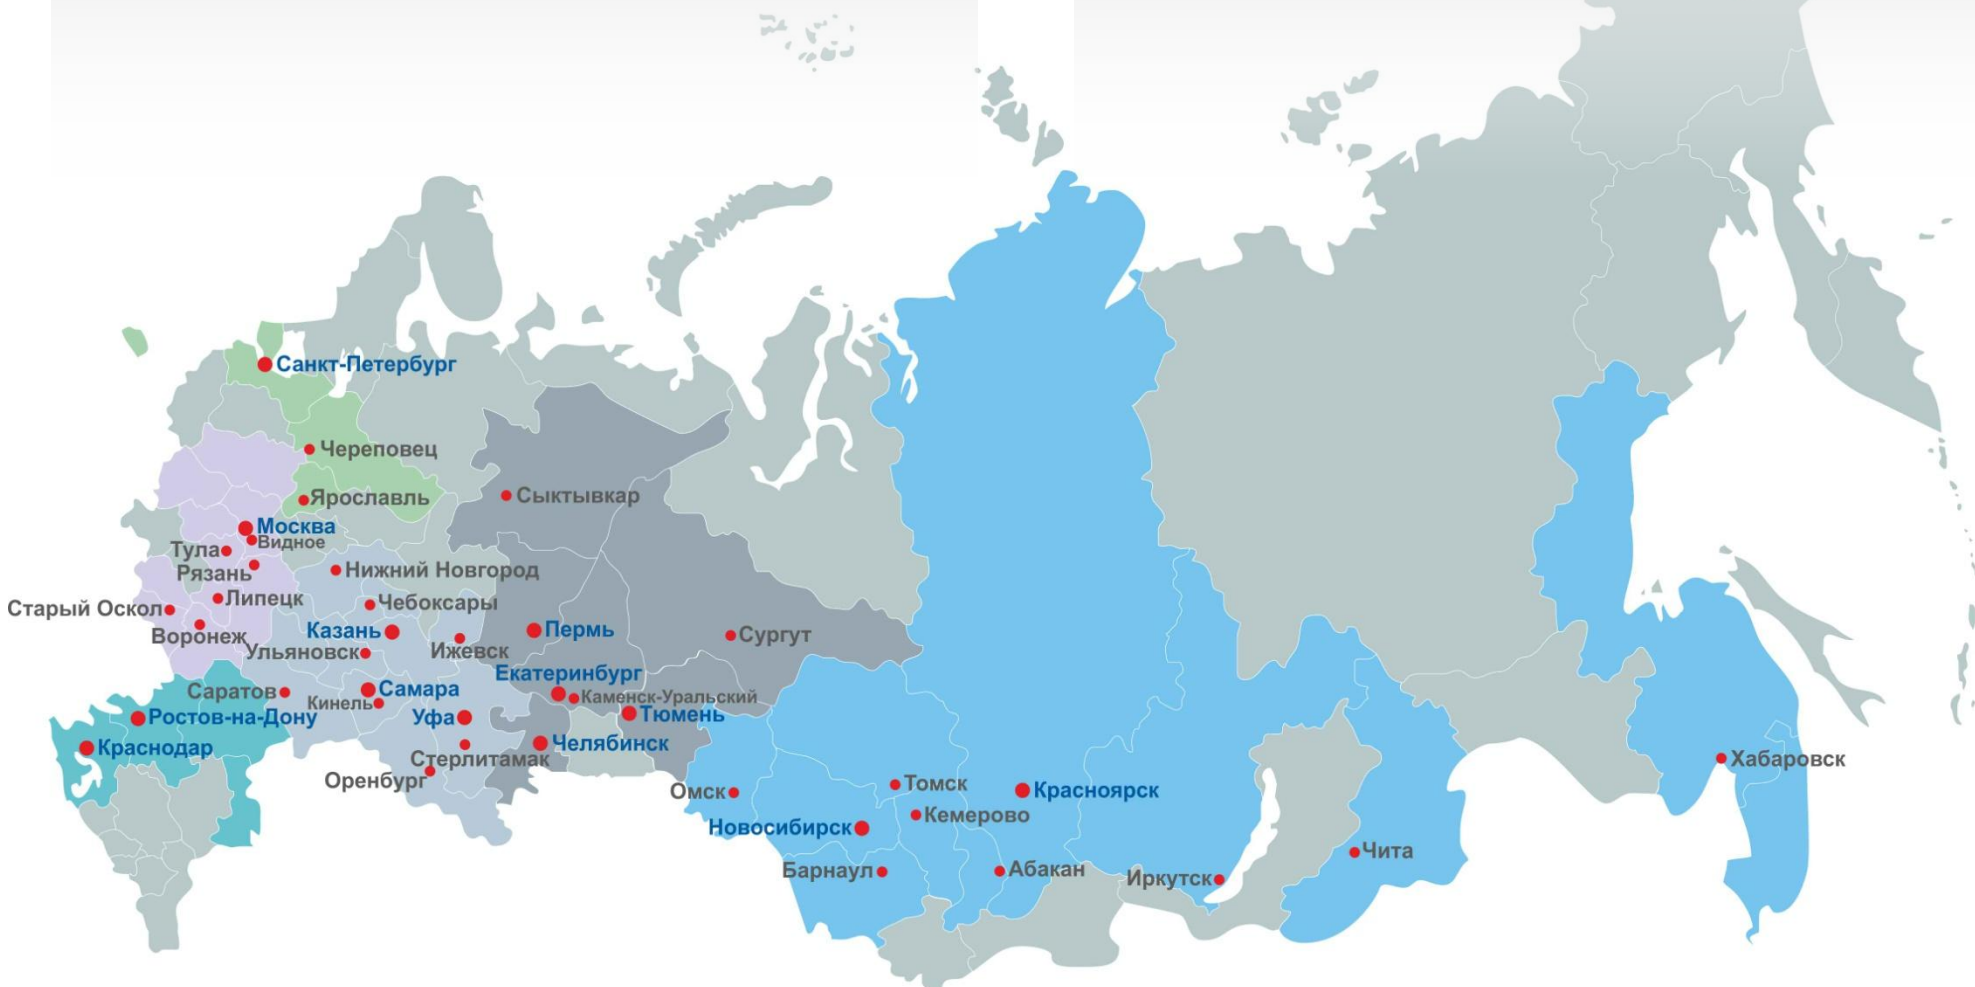 Санкт-Петербург
Череповец
Сыктывкар
Ярославль
Москва
Видное
Тула
Рязань
Нижний Новгород
Липецк
Чебоксары
Старый Оскол
Воронеж
Казань
Пермь
Сургут
Ульяновск
Ижевск
Екатеринбург
Саратов
Самара
Каменск-Уральский
Кинель
Ростов-на-Дону
Уфа
Тюмень
Краснодар
Челябинск
Стерлитамак
Хабаровск
Оренбург
Омск
Томск
Красноярск
Кемерово
Новосибирск
Чита
Барнаул
Абакан
Иркутск